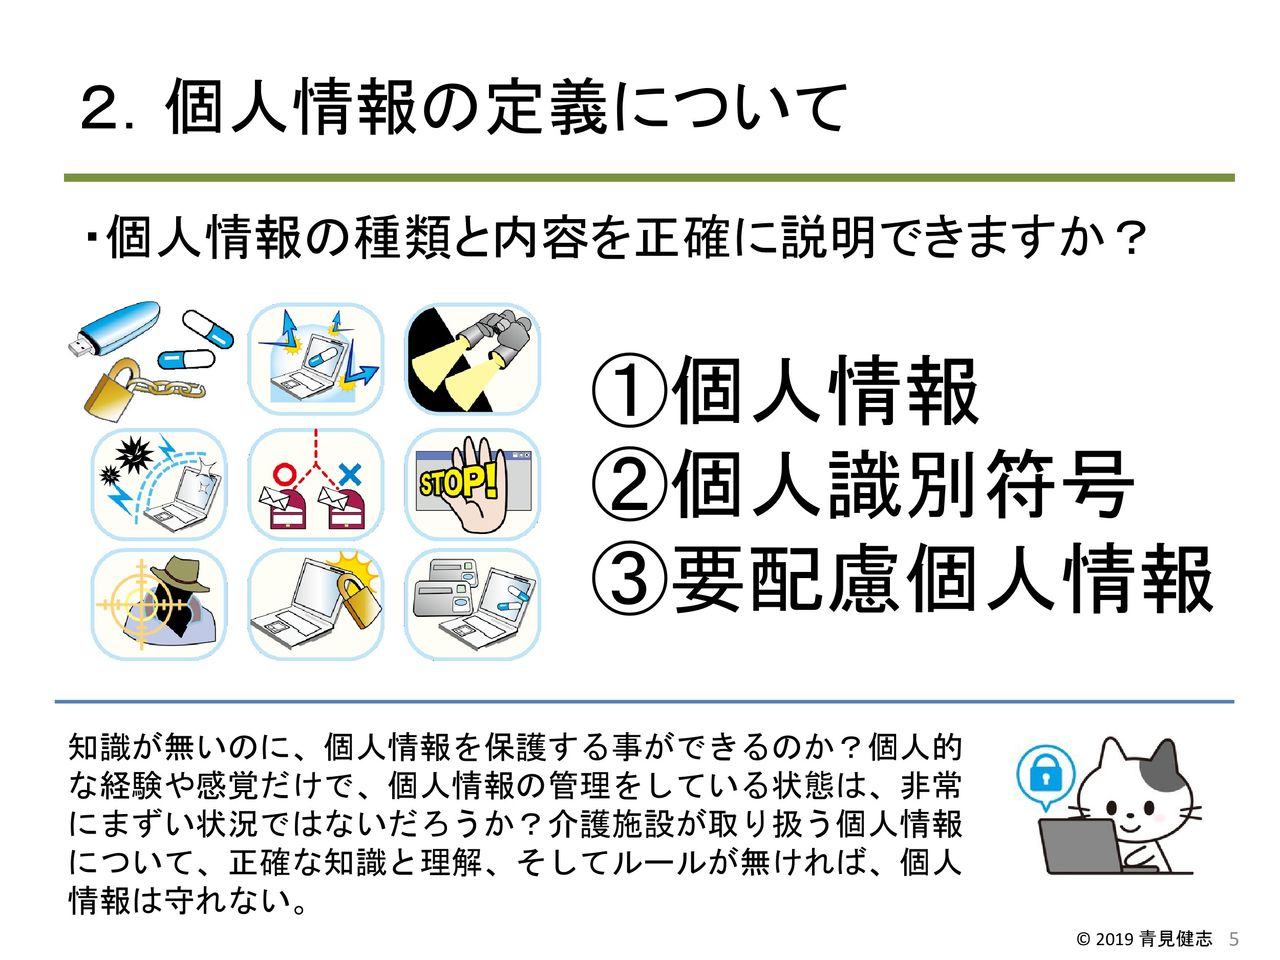 ２．個人情報の定義について
・個人情報の種類と内容を正確に説明できますか？
STOP!
①個人情報
②個人識別符号
③要配慮個人情報
知識が無いのに、個人情報を保護する事ができるのか？個人的
な経験や感覚だけで、個人情報の管理をしている状態は、非常
にまずい状況ではないだろうか？介護施設が取り扱う個人情報
について、正確な知識と理解、そしてルールが無ければ、個人
情報は守れない。
© 2019 青見健志 5